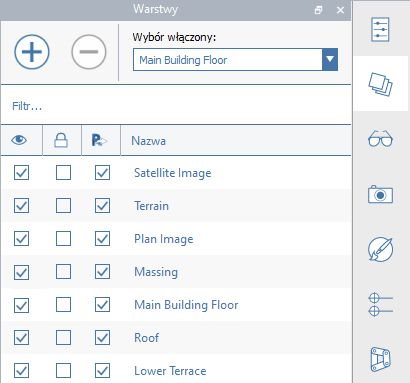 Warstwy
Wybór włączony:
Main Building Floor
Filtr...
Nazwa
Satellite Image
Terrain
Plan Image
Massing
Main Building Floor
Roof
Lower Terrace